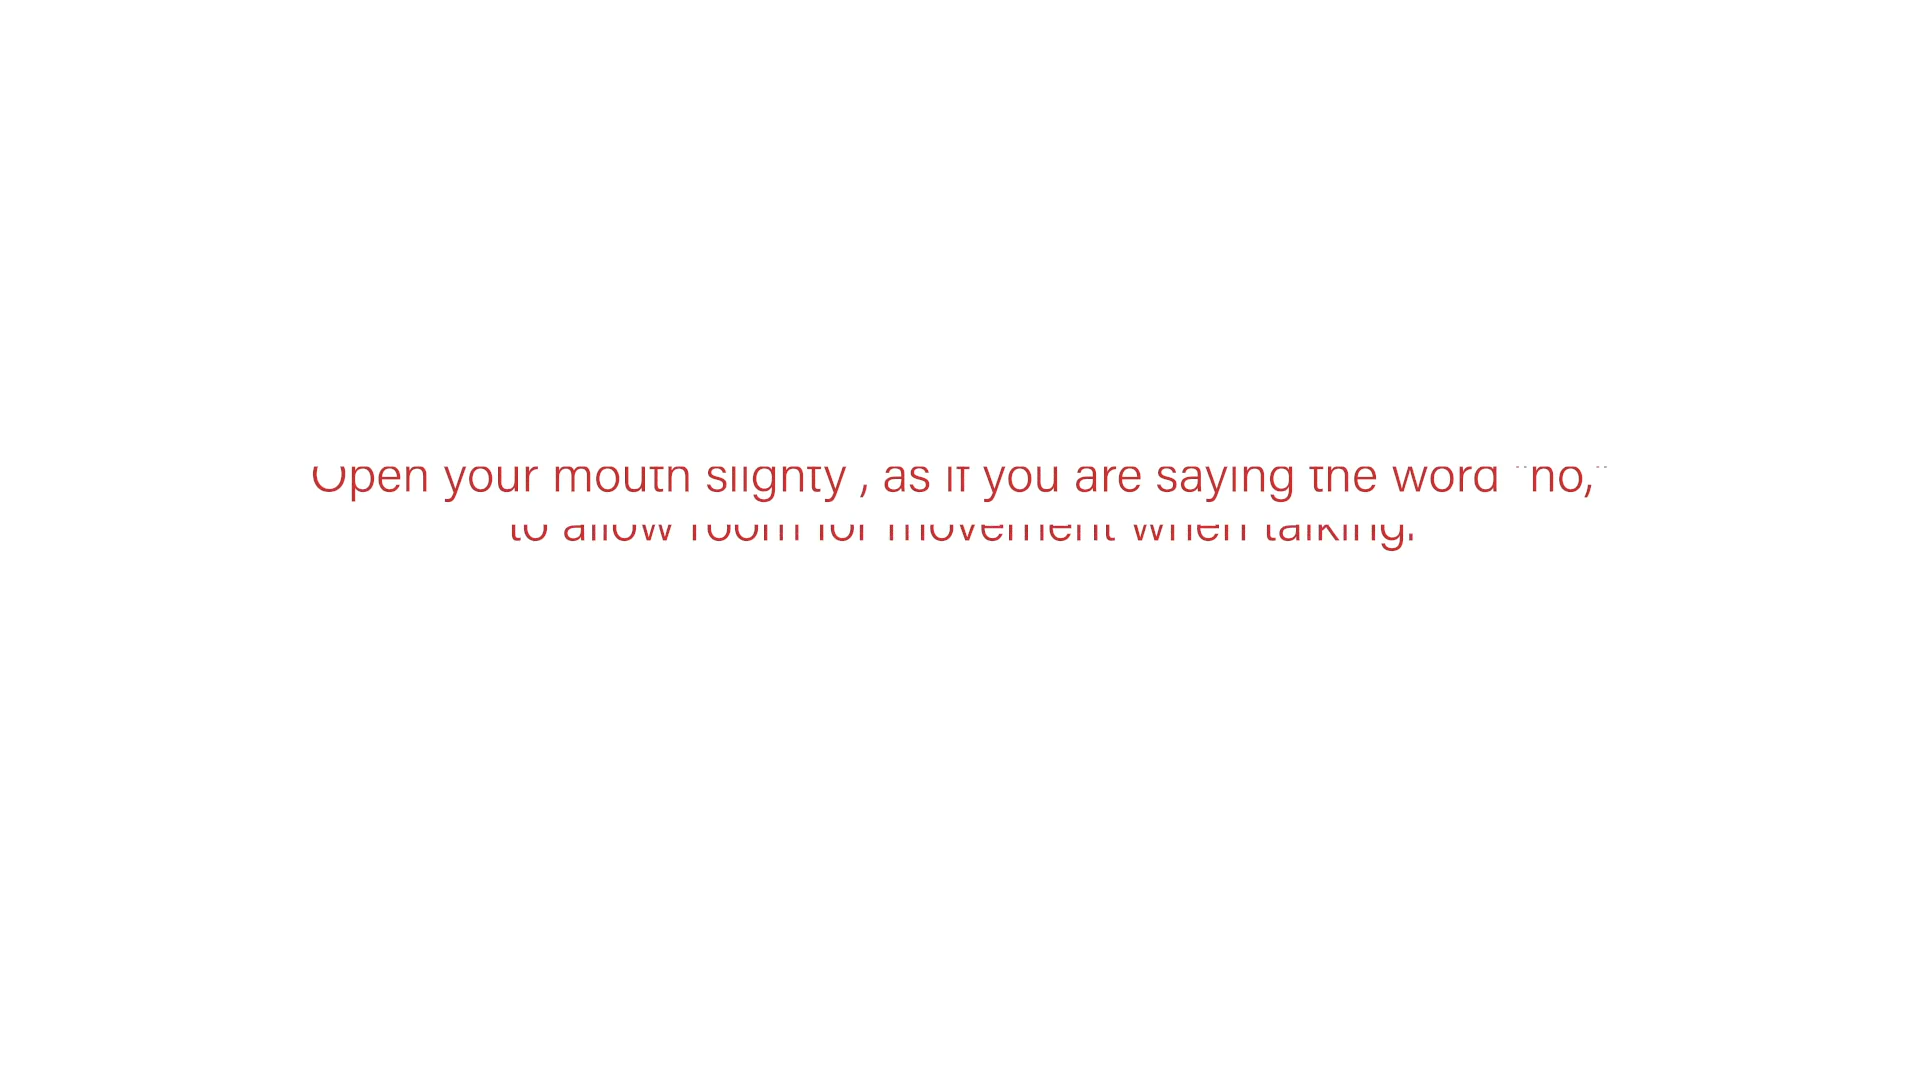 Open your mouth slighty , as if you are saying the word "no,"
to allow room for movement when talking.